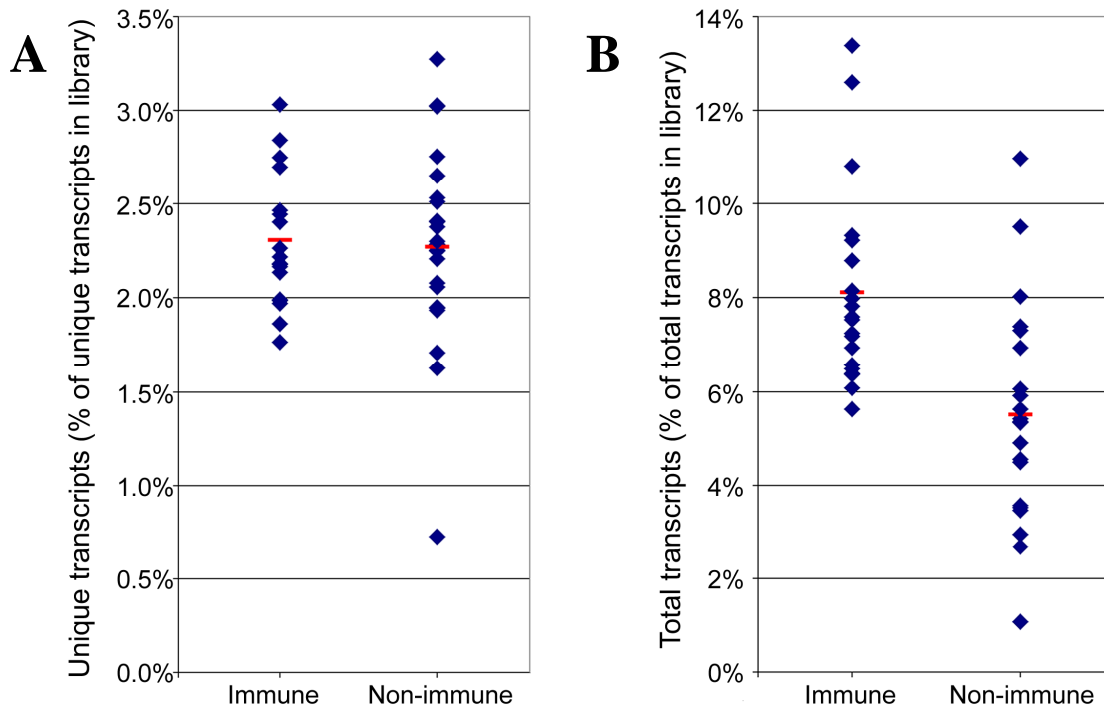 A
Unique transcripts (% of unique transcripts in library)
3.5%
3.0%
2.5%
2.0%
1.5%
1.0%
0.5%
0.0%
Immune
Non-immune
B
Total transcripts (% of total transcripts in library)
14%
12%
10%
8%
6%
4%
2%
0%
Immune
Non-immune